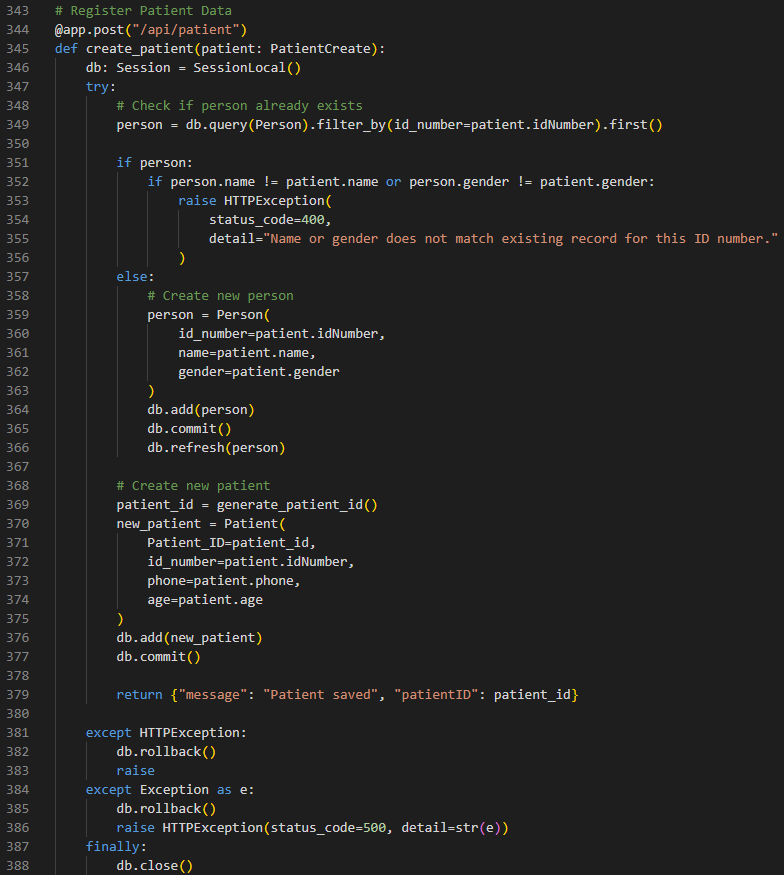 343 # Register Patient Data
344 @app.post("/api/patient")
345 def create_patient(patient: PatientCreate):
346     db: Session = SessionLocal()
347     try:
348         # Check if person already exists
349         person = db.query(Person).filter_by(id_number=patient.idNumber).first()
350
351         if person:
352             if person.name != patient.name or person.gender != patient.gender:
353                 raise HTTPException(
354                     status_code=400,
355                     detail="Name or gender does not match existing record for this ID number."
356                 )
357         else:
358             # Create new person
359             person = Person(
360                 id_number=patient.idNumber,
361                 name=patient.name,
362                 gender=patient.gender
363             )
364             db.add(person)
365             db.commit()
366             db.refresh(person)
367
368         # Create new patient
369         patient_id = generate_patient_id()
370         new_patient = Patient(
371             Patient_ID=patient_id,
372             id_number=patient.idNumber,
373             phone=patient.phone,
374             age=patient.age
375         )
376         db.add(new_patient)
377         db.commit()
378
379         return {"message": "Patient saved", "patientID": patient_id}
380
381     except HTTPException:
382         db.rollback()
383         raise
384     except Exception as e:
385         db.rollback()
386         raise HTTPException(status_code=500, detail=str(e))
387     finally:
388         db.close()